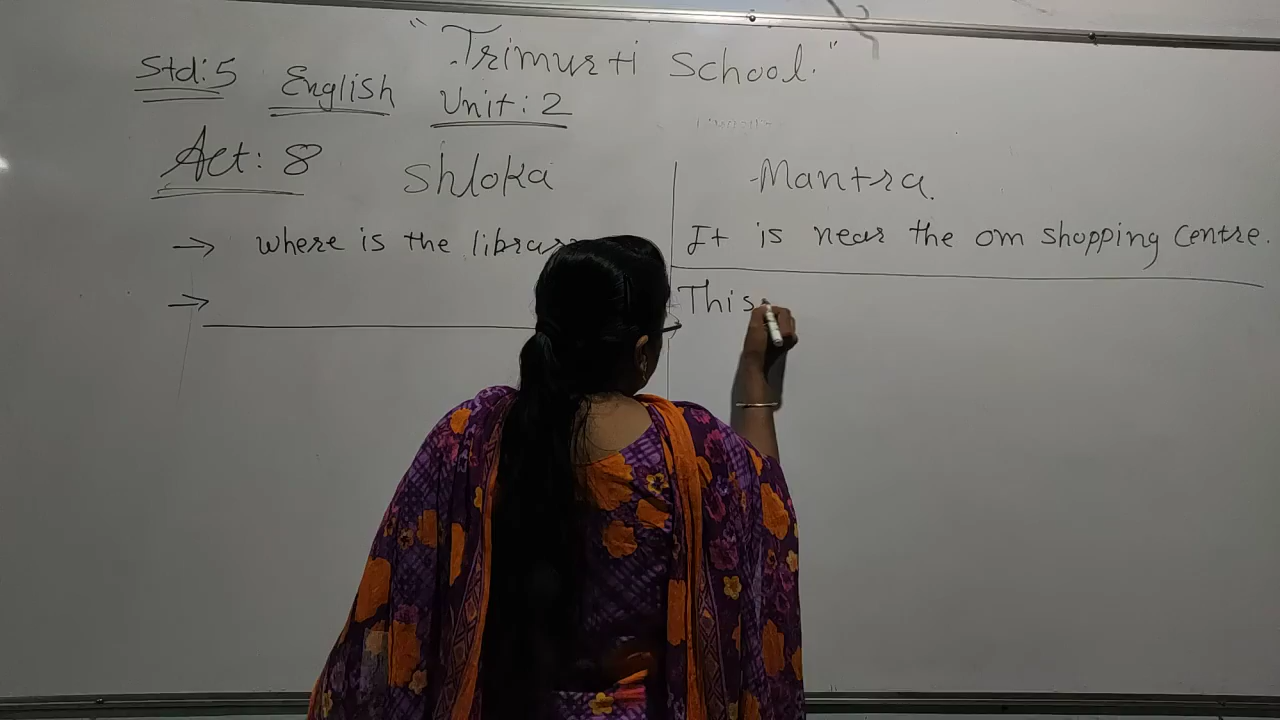 "Trimurti School."
Std:5 English Unit:2
Act: 8 Shloka Mantra.
→ where is the It is near the om shopping Centre.
→ This